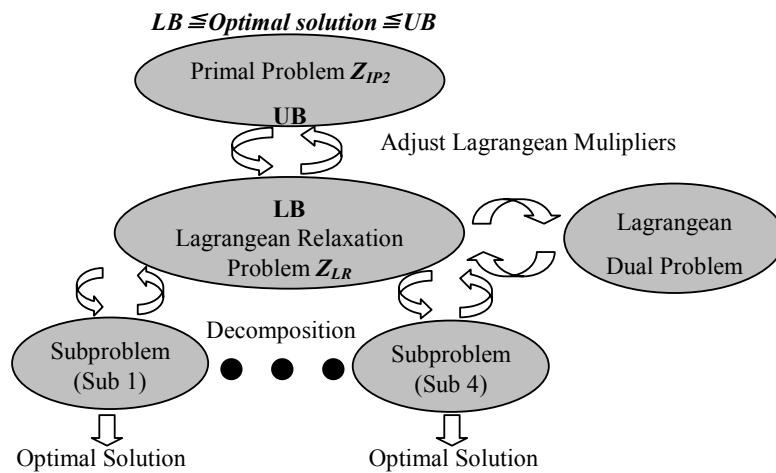 LB ≦Optimal solution ≦UB
Primal Problem Z_IP2
UB
Adjust Lagrangean Mulipliers
LB
Lagrangean Relaxation
Problem Z_LR
Lagrangean
Dual Problem
Decomposition
Subproblem
(Sub 1)
Subproblem
(Sub 4)
Optimal Solution
Optimal Solution